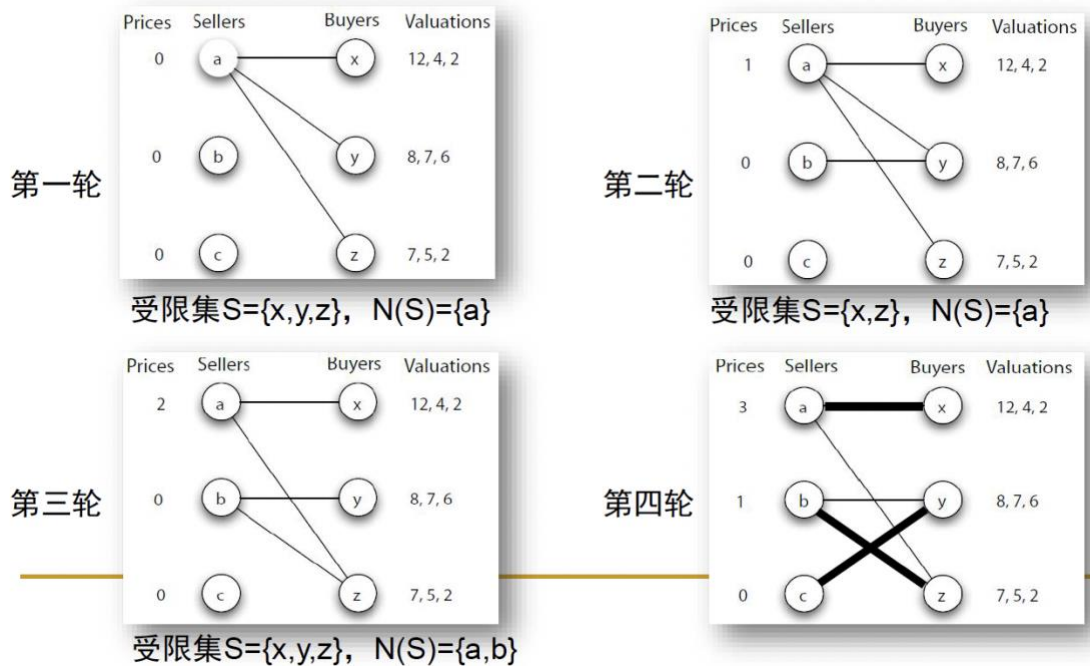 第一轮
Prices Sellers Buyers Valuations
0 a x 12, 4, 2
0 b y 8, 7, 6
0 c z 7, 5, 2
受限集S={x,y,z}，N(S)={a}
第二轮
Prices Sellers Buyers Valuations
1 a x 12, 4, 2
0 b y 8, 7, 6
0 c z 7, 5, 2
受限集S={x,z}，N(S)={a}
第三轮
Prices Sellers Buyers Valuations
2 a x 12, 4, 2
0 b y 8, 7, 6
0 c z 7, 5, 2
受限集S={x,y,z}，N(S)={a,b}
第四轮
Prices Sellers Buyers Valuations
3 a x 12, 4, 2
1 b y 8, 7, 6
0 c z 7, 5, 2